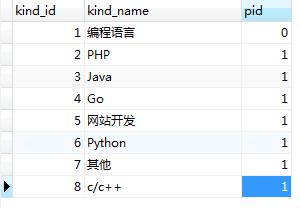 kind_id kind_name pid
1 编程语言 0
2 PHP 1
3 Java 1
4 Go 1
5 网站开发 1
6 Python 1
7 其他 1
8 c/c++ 1